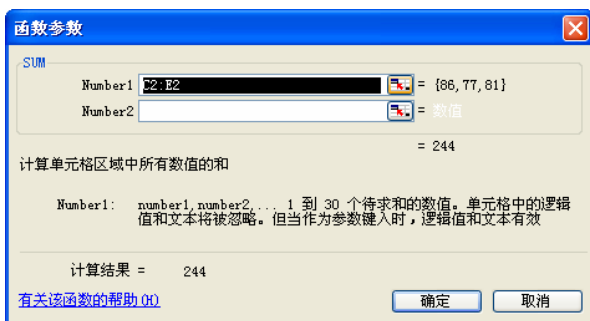 函数参数
SUM
Number1 C2:E2 = {86,77,81}
Number2 = 数值
= 244
计算单元格区域中所有数值的和
Number1: number1,number2,... 1 到 30 个待求和的数值。单元格中的逻辑
值和文本将被忽略。但当作为参数键入时，逻辑值和文本有效
计算结果 = 244
有关该函数的帮助(H)
确定 取消